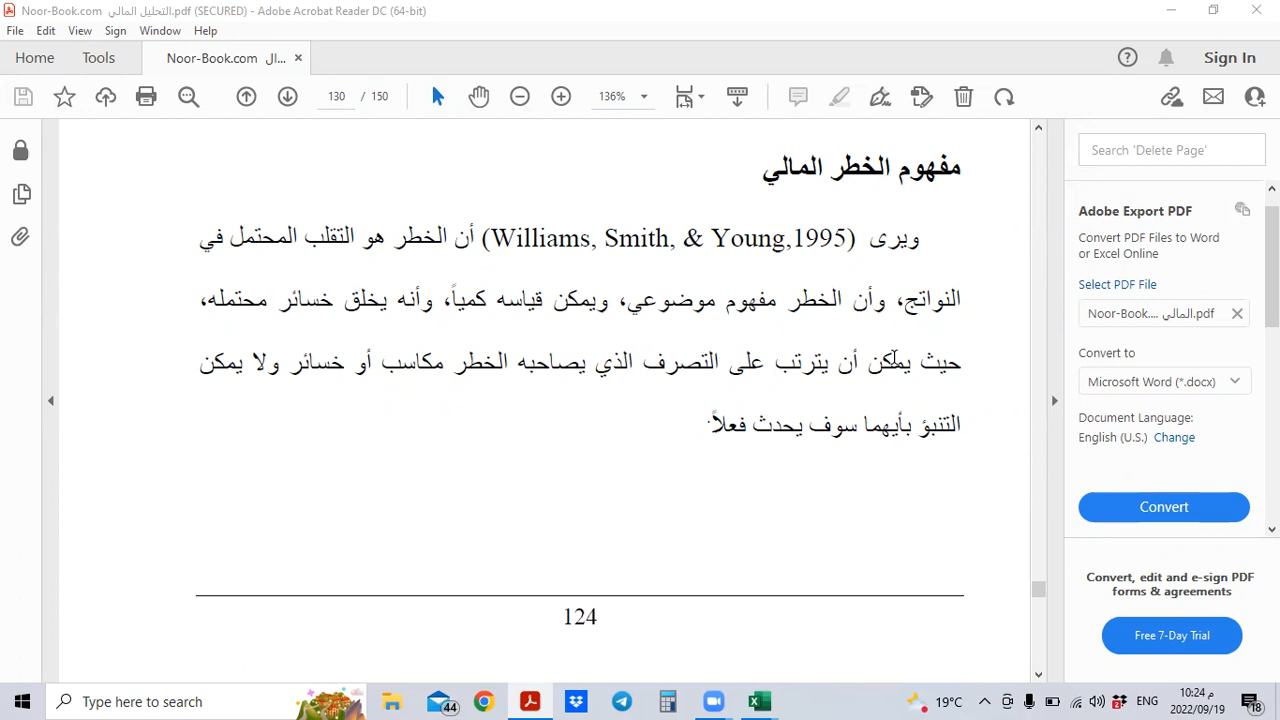 Noor-Book.com التحليل المالي.pdf (SECURED) - Adobe Acrobat Reader DC (64-bit)
File Edit View Sign Window Help
Home Tools Noor-Book.com ال... ×
Sign In
130 / 150 136%
مفهوم الخطر المالي
ويرى (Williams, Smith, & Young,1995) أن الخطر هو التقلب المحتمل في
النواتج، وأن الخطر مفهوم موضوعي، ويمكن قياسه كمياً، وأنه يخلق خسائر محتمله،
حيث يمكن أن يترتب على التصرف الذي يصاحبه الخطر مكاسب أو خسائر ولا يمكن
التنبؤ بأيهما سوف يحدث فعلاً.
124
Search 'Delete Page'
Adobe Export PDF
Convert PDF Files to Word
or Excel Online
Select PDF File
Noor-Book.... المالي.pdf
Convert to
Microsoft Word (*.docx)
Document Language:
English (U.S.) Change
Convert
Convert, edit and e-sign PDF
forms & agreements
Free 7-Day Trial
Type here to search
44
19°C
2
ENG
10:24 م
2022/09/19
18